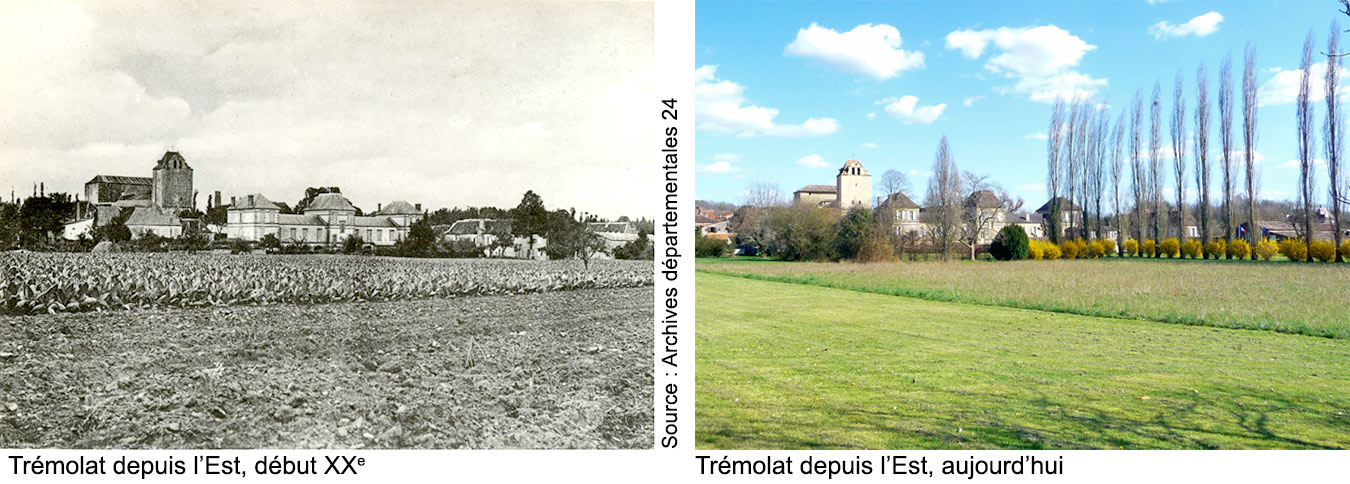 Trémolat depuis l’Est, début XXᵉ
Source : Archives départementales 24
Trémolat depuis l’Est, aujourd’hui